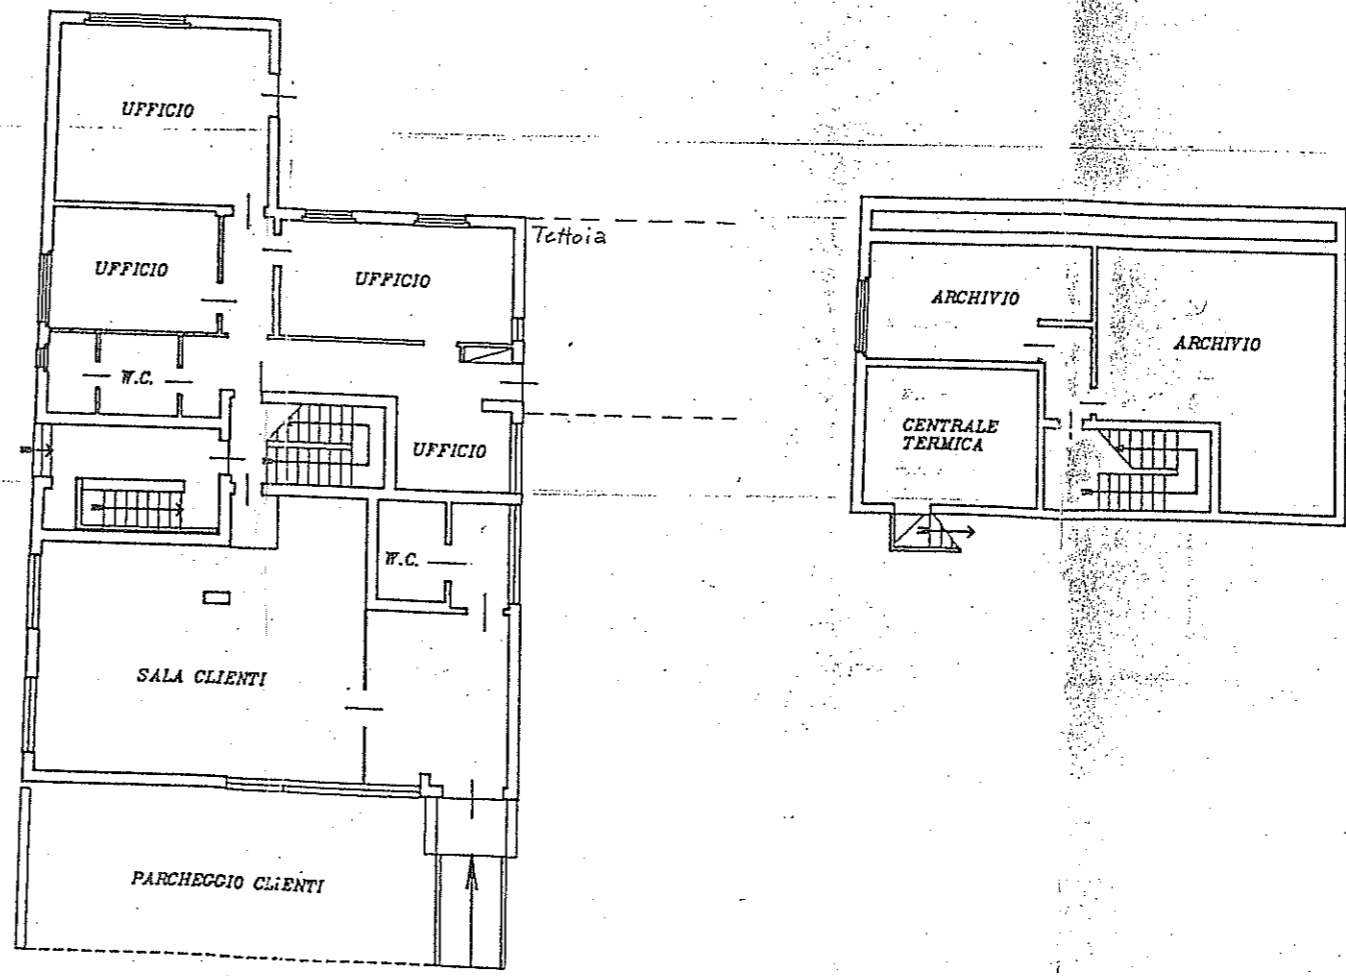 UFFICIO
UFFICIO
UFFICIO
Tettoia
W.C.
UFFICIO
W.C.
SALA CLIENTI
PARCHEGGIO CLIENTI
ARCHIVIO
ARCHIVIO
CENTRALE
TERMICA